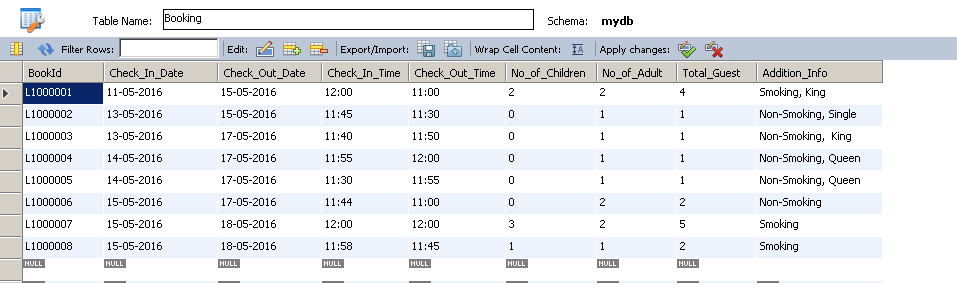 Table Name: Booking Schema: mydb
Filter Rows: Edit: Export/Import: Wrap Cell Content: IA Apply changes:
BookId Check_In_Date Check_Out_Date Check_In_Time Check_Out_Time No_of_Children No_of_Adult Total_Guest Addition_Info
L1000001 11-05-2016 15-05-2016 12:00 11:00 2 2 4 Smoking, King
L1000002 13-05-2016 15-05-2016 11:45 11:30 0 1 1 Non-Smoking, Single
L1000003 13-05-2016 17-05-2016 11:40 11:50 0 1 1 Non-Smoking, King
L1000004 14-05-2016 17-05-2016 11:55 12:00 0 1 1 Non-Smoking, Queen
L1000005 14-05-2016 17-05-2016 11:30 11:55 0 1 1 Non-Smoking, Queen
L1000006 15-05-2016 17-05-2016 11:44 11:00 0 2 2 Non-Smoking
L1000007 15-05-2016 18-05-2016 12:00 12:00 3 2 5 Smoking
L1000008 15-05-2016 18-05-2016 11:58 11:45 1 1 2 Smoking
NULL NULL NULL NULL NULL NULL NULL NULL NULL